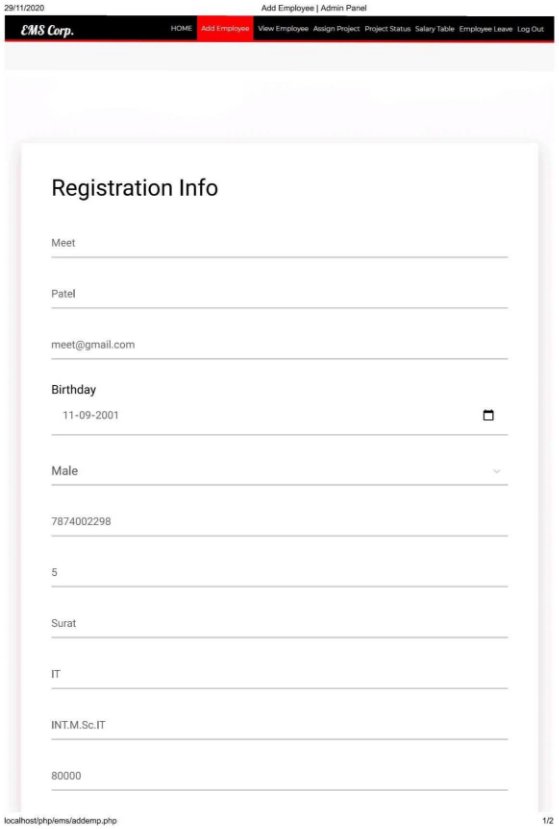 29/11/2020 Add Employee | Admin Panel
EMS Corp. HOME Add Employee View Employee Assign Project Project Status Salary Table Employee Leave Log Out
Registration Info
Meet
Patel
meet@gmail.com
Birthday
11-09-2001
Male
7874002298
5
Surat
IT
INT.M.Sc.IT
80000
localhost/php/ems/addemp.php 1/2